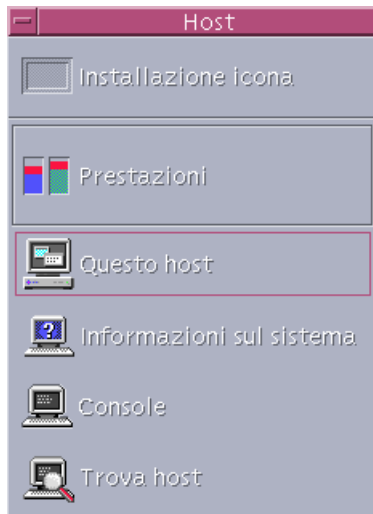 Host
Installazione icona
Prestazioni
Questo host
Informazioni sul sistema
Console
Trova host